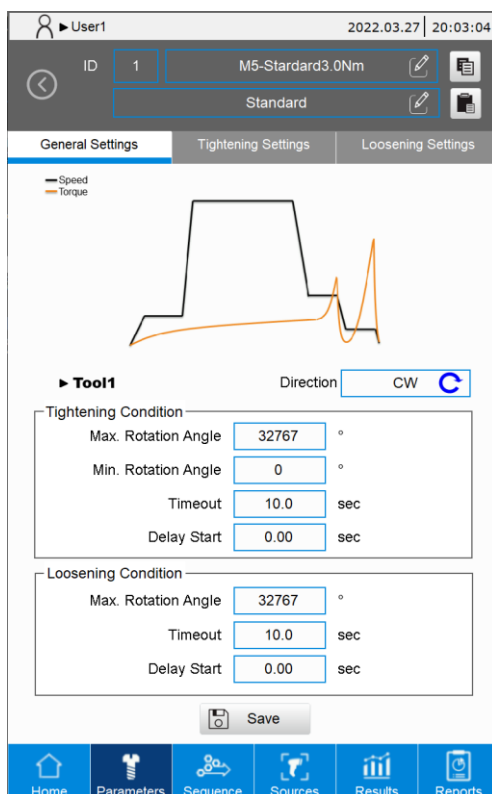 ►User1 2022.03.27 20:03:04
ID 1 M5-Stardard3.0Nm
Standard
General Settings Tightening Settings Loosening Settings
Speed
Torque
►Tool1 Direction CW
Tightening Condition
Max. Rotation Angle 32767 °
Min. Rotation Angle 0 °
Timeout 10.0 sec
Delay Start 0.00 sec
Loosening Condition
Max. Rotation Angle 32767 °
Timeout 10.0 sec
Delay Start 0.00 sec
Save
Home Parameters Sequence Sources Results Reports